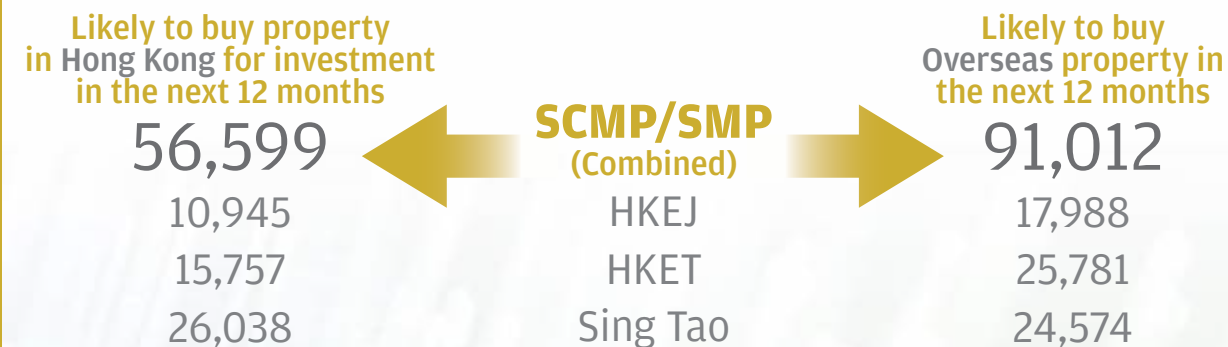 Likely to buy property
in Hong Kong for investment
in the next 12 months
56,599
10,945
15,757
26,038
SCMP/SMP
(Combined)
HKEJ
HKET
Sing Tao
Likely to buy
Overseas property in
the next 12 months
91,012
17,988
25,781
24,574